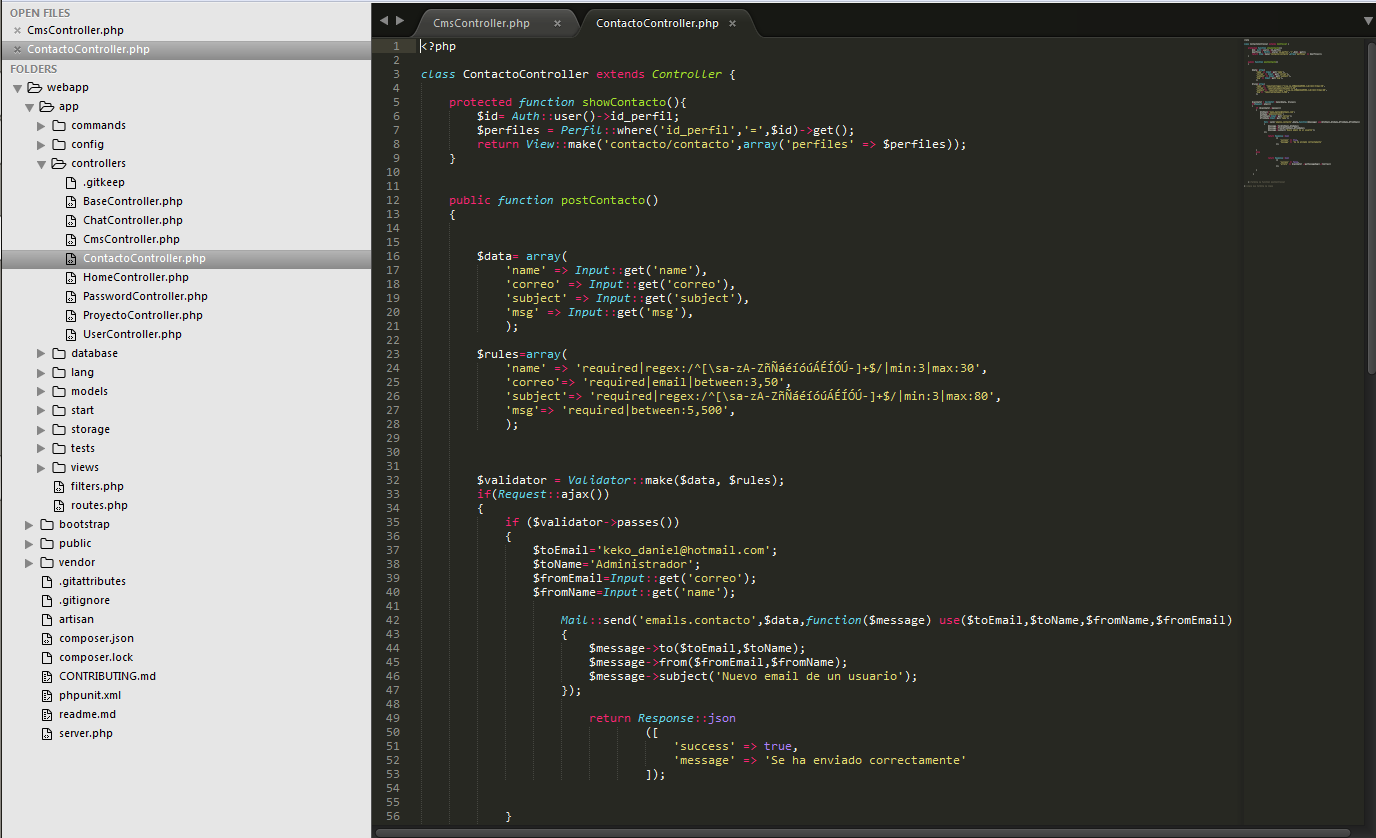 OPEN FILES
CmsController.php
ContactoController.php
FOLDERS
webapp
app
commands
config
controllers
.gitkeep
BaseController.php
ChatController.php
CmsController.php
ContactoController.php
HomeController.php
PasswordController.php
ProyectoController.php
UserController.php
database
lang
models
start
storage
tests
views
filters.php
routes.php
bootstrap
public
vendor
.gitattributes
.gitignore
artisan
composer.json
composer.lock
CONTRIBUTING.md
phpunit.xml
readme.md
server.php
CmsController.php × ContactoController.php ×
1 <?php
2
3 class ContactoController extends Controller {
4
5 protected function showContacto(){
6 $id= Auth::user()->id_perfil;
7 $perfiles = Perfil::where('id_perfil','=',$id)->get();
8 return View::make('contacto/contacto',array('perfiles' => $perfiles));
9 }
10
11
12 public function postContacto()
13 {
14
15
16 $data= array(
17 'name' => Input::get('name'),
18 'correo' => Input::get('correo'),
19 'subject' => Input::get('subject'),
20 'msg' => Input::get('msg'),
21 );
22
23 $rules=array(
24 'name' => 'required|regex:/^[\sa-zA-ZñÑáéíóúÁÉÍÓÚ-]+$/|min:3|max:30',
25 'correo'=> 'required|email|between:3,50',
26 'subject'=> 'required|regex:/^[\sa-zA-ZñÑáéíóúÁÉÍÓÚ-]+$/|min:3|max:80',
27 'msg'=> 'required|between:5,500',
28 );
29
30
31
32 $validator = Validator::make($data, $rules);
33 if(Request::ajax())
34 {
35 if ($validator->passes())
36 {
37 $toEmail='keko_daniel@hotmail.com';
38 $toName='Administrador';
39 $fromEmail=Input::get('correo');
40 $fromName=Input::get('name');
41
42 Mail::send('emails.contacto',$data,function($message) use($toEmail,$toName,$fromName,$fromEmail)
43 {
44 $message->to($toEmail,$toName);
45 $message->from($fromEmail,$fromName);
46 $message->subject('Nuevo email de un usuario');
47 });
48
49 return Response::json
50 ([
51 'success' => true,
52 'message' => 'Se ha enviado correctamente'
53 ]);
54
55
56 }